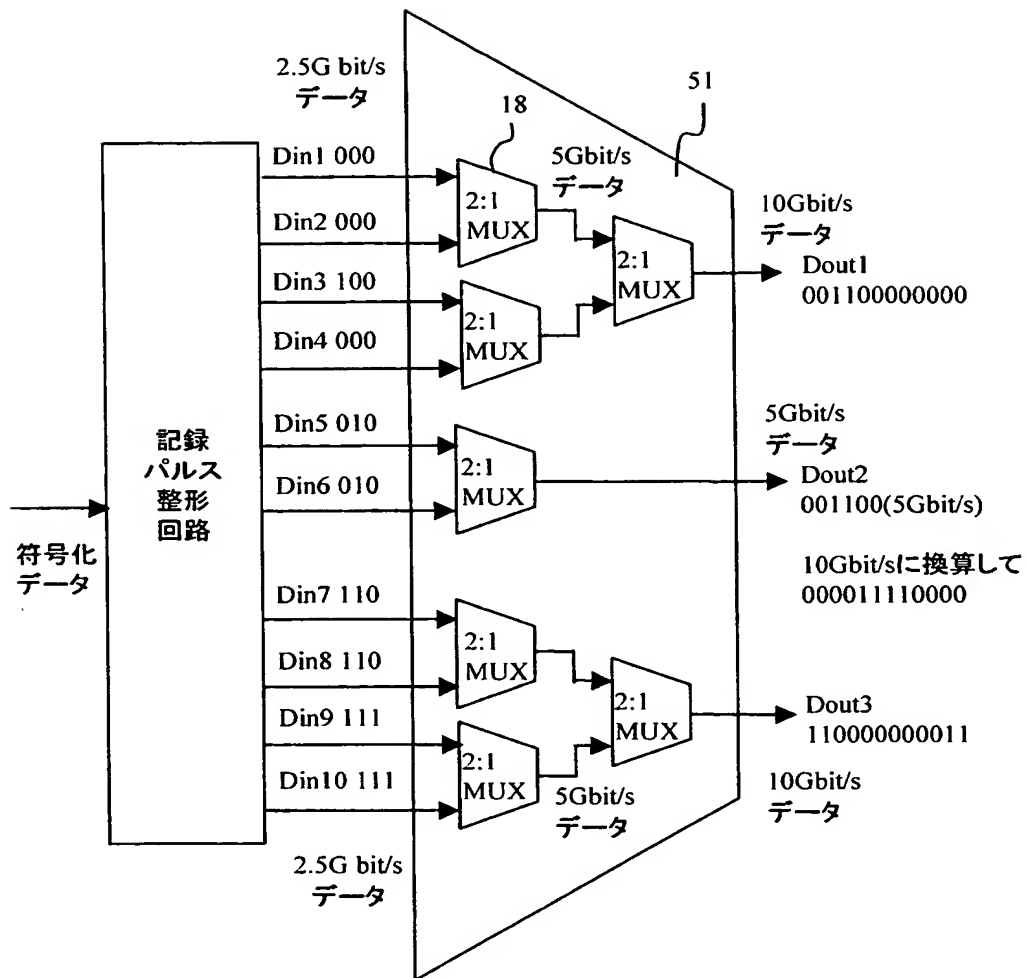 2.5G bit/s
データ
18
51
5Gbit/s
データ
10Gbit/s
データ
Din1 000
Din2 000
Din3 100
Din4 000
Din5 010
Din6 010
Din7 110
Din8 110
Din9 111
Din10 111
2:1
MUX
2:1
MUX
2:1
MUX
Dout1
001100000000
記録
パルス
整形
回路
符号化
データ
2:1
MUX
5Gbit/s
データ
Dout2
001100(5Gbit/s)
10Gbit/sに換算して
000011110000
2:1
MUX
2:1
MUX
2:1
MUX
5Gbit/s
データ
Dout3
110000000011
10Gbit/s
データ
2.5G bit/s
データ